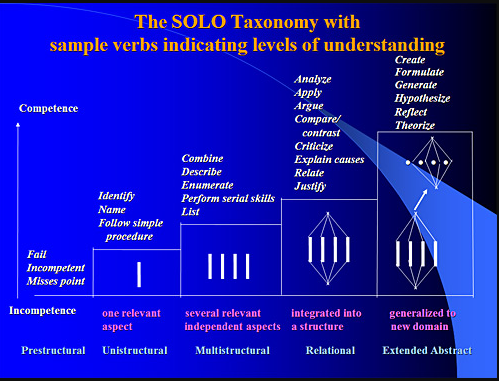 The SOLO Taxonomy with
sample verbs indicating levels of understanding
Competence
Fail
Incompetent
Misses point
Identify
Name
Follow simple
procedure
Combine
Describe
Enumerate
Perform serial skills
List
Analyze
Apply
Argue
Compare/
contrast
Criticize
Explain causes
Relate
Justify
Create
Formulate
Generate
Hypothesize
Reflect
Theorize
Incompetence
one relevant
aspect
several relevant
independent aspects
integrated into
a structure
generalized to
new domain
Prestructural
Unistructural
Multistructural
Relational
Extended Abstract